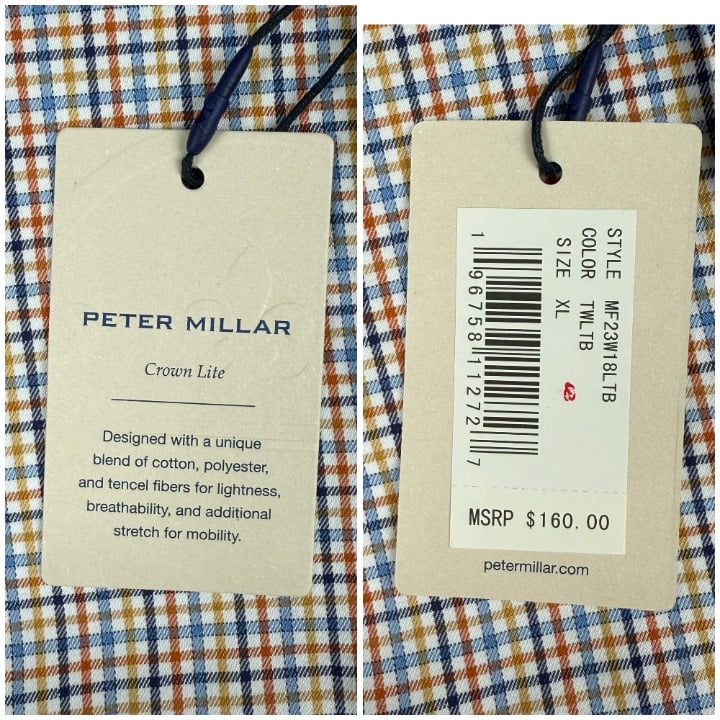 PETER MILLAR
Crown Lite
Designed with a unique
blend of cotton, polyester,
and tencel fibers for lightness,
breathability, and additional
stretch for mobility.
STYLE MF23W18LTB
COLOR TWLTB
SIZE XL
1 96758 11272 7
MSRP $160.00
petermillar.com